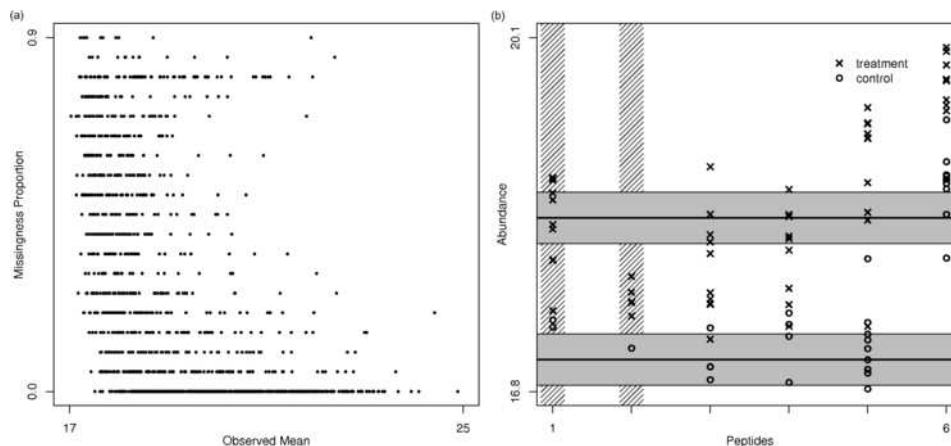 (a)
0.9
Missingness Proportion
0.0
17
Observed Mean
25
(b)
20.1
Abundance
16.8
treatment
control
1
Peptides
6